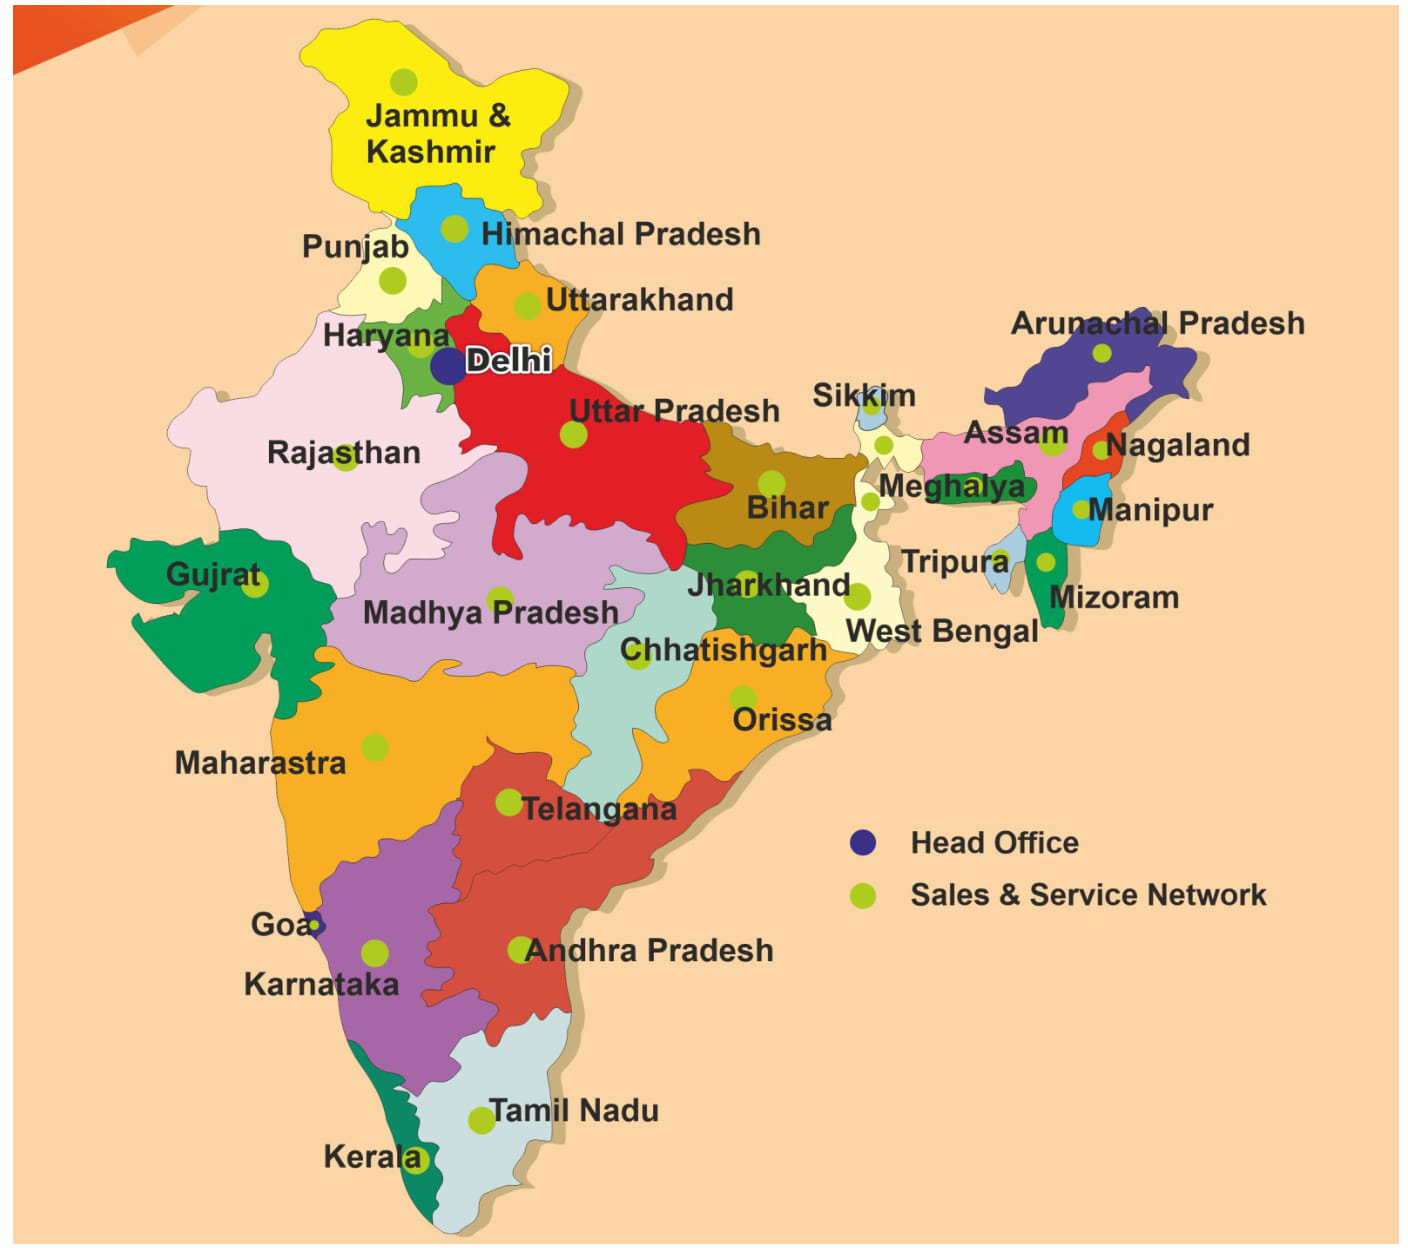 Jammu &
Kashmir
Himachal Pradesh
Punjab
Uttarakhand
Arunachal Pradesh
Haryana
Delhi
Sikkim
Uttar Pradesh
Assam
Nagaland
Rajasthan
Meghalya
Bihar
Manipur
Tripura
Gujrat
Jharkhand
Mizoram
Madhya Pradesh
West Bengal
Chhatishgarh
Orissa
Maharastra
Telangana
Head Office
Sales & Service Network
Goa
Andhra Pradesh
Karnataka
Tamil Nadu
Kerala